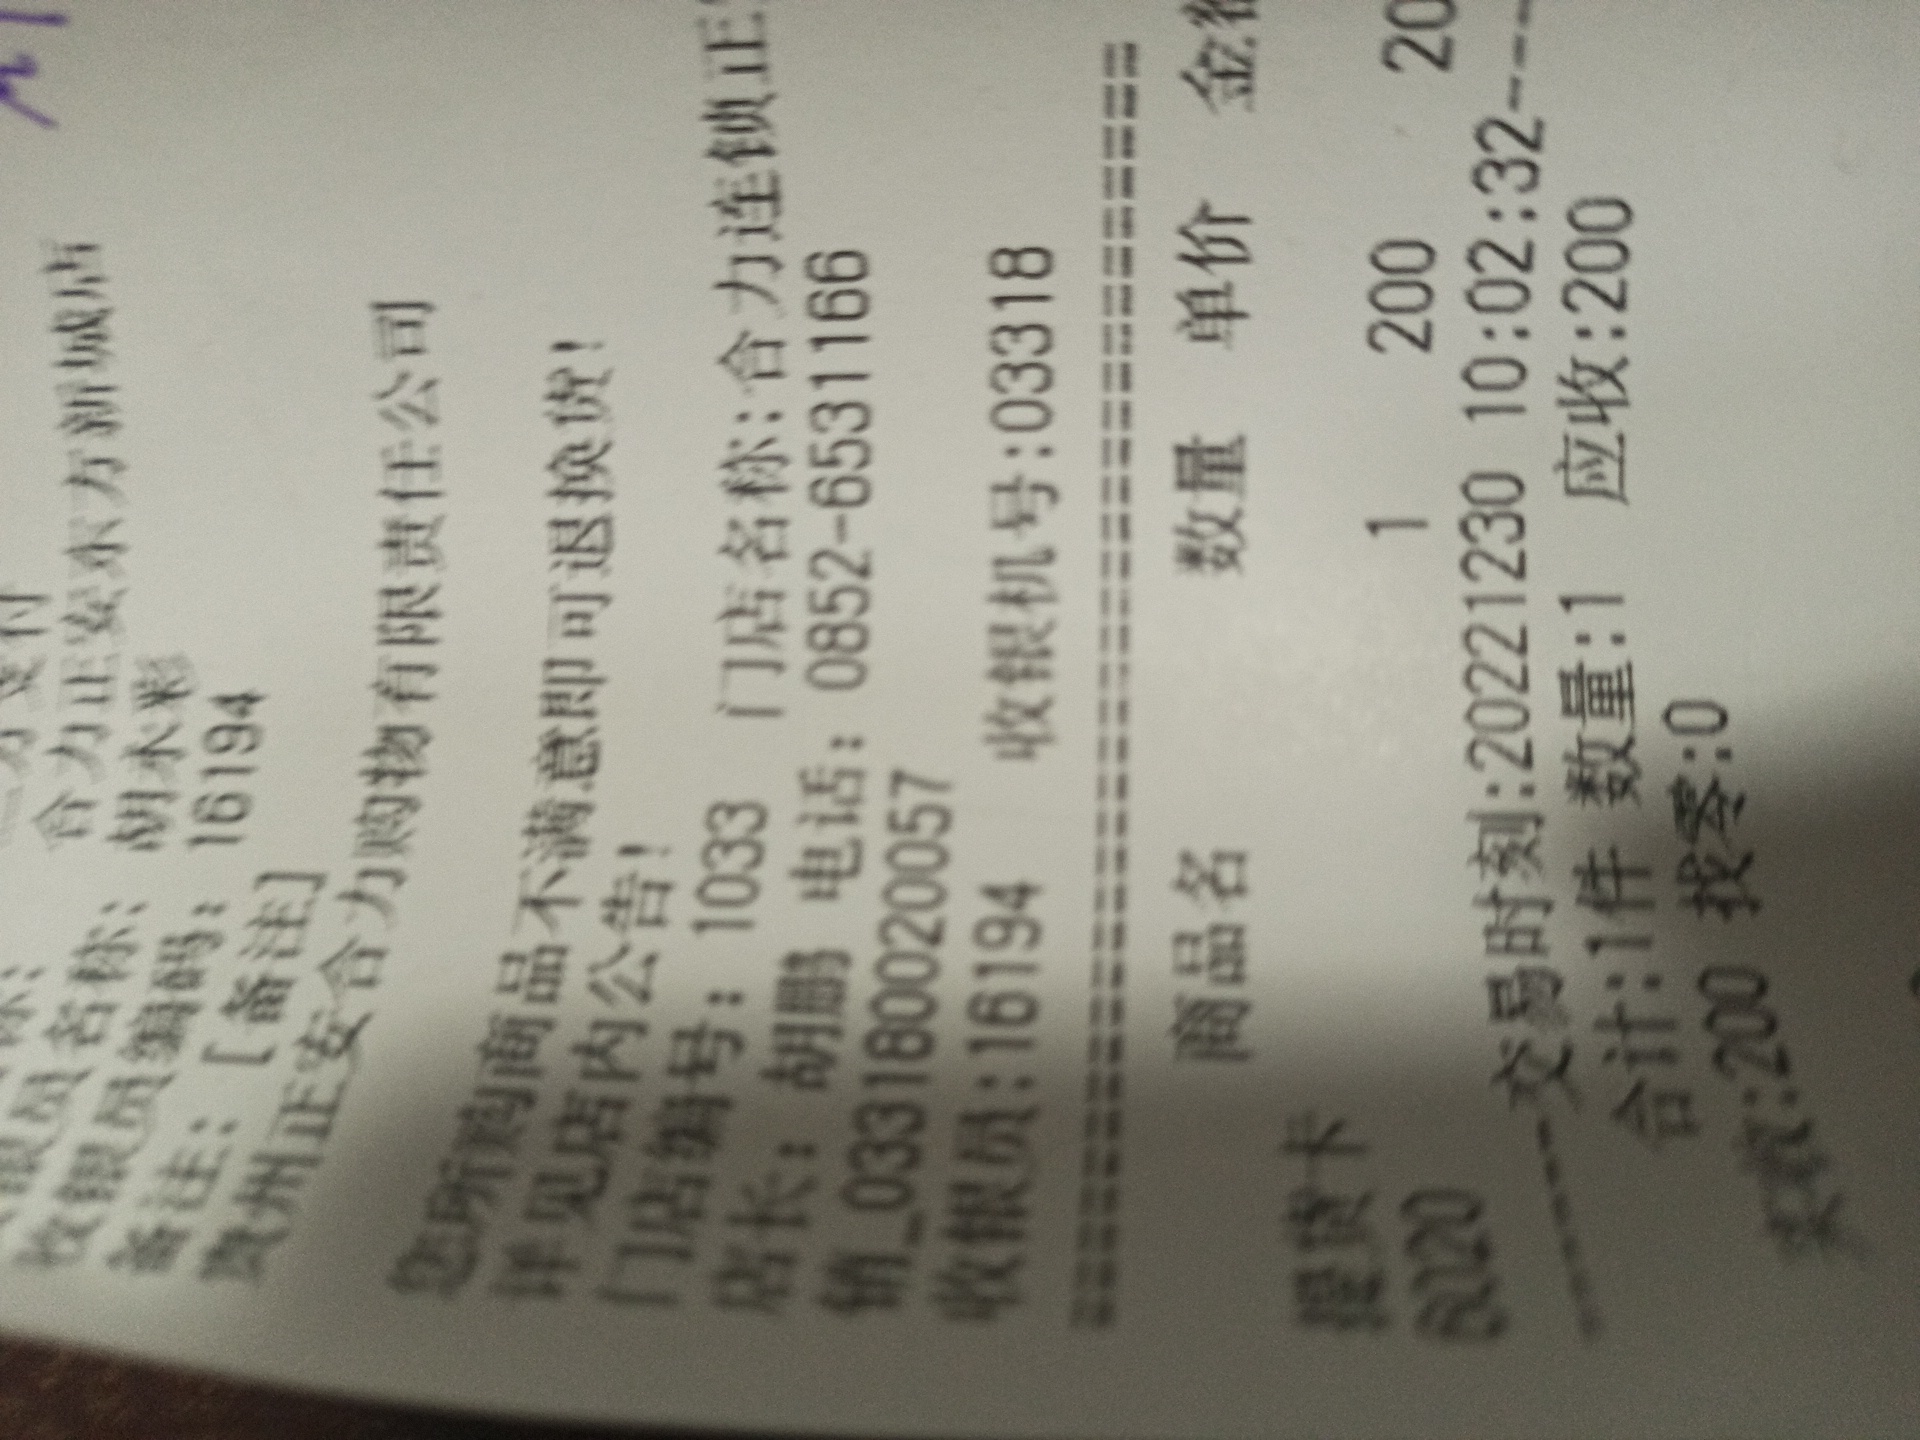 合力正安东方新城店
收银员名称： 胡水彩
收银员编码： 16194
备注： [备注]
贵州正安合力购物有限责任公司
您所购商品不满意即可退换货！
详见店内公告！
门店编号： 1033 门店名称:合力连锁正
店长： 胡鹏 电话： 0852-6531166
销_033180020057
收银员:16194 收银机号:03318
商品名 数量 单价 金额
提货卡
6020 1 200 20
-----交易时刻:20221230 10:02:32---
合计:1件 数量:1 应收:200
实收:200 找零:0